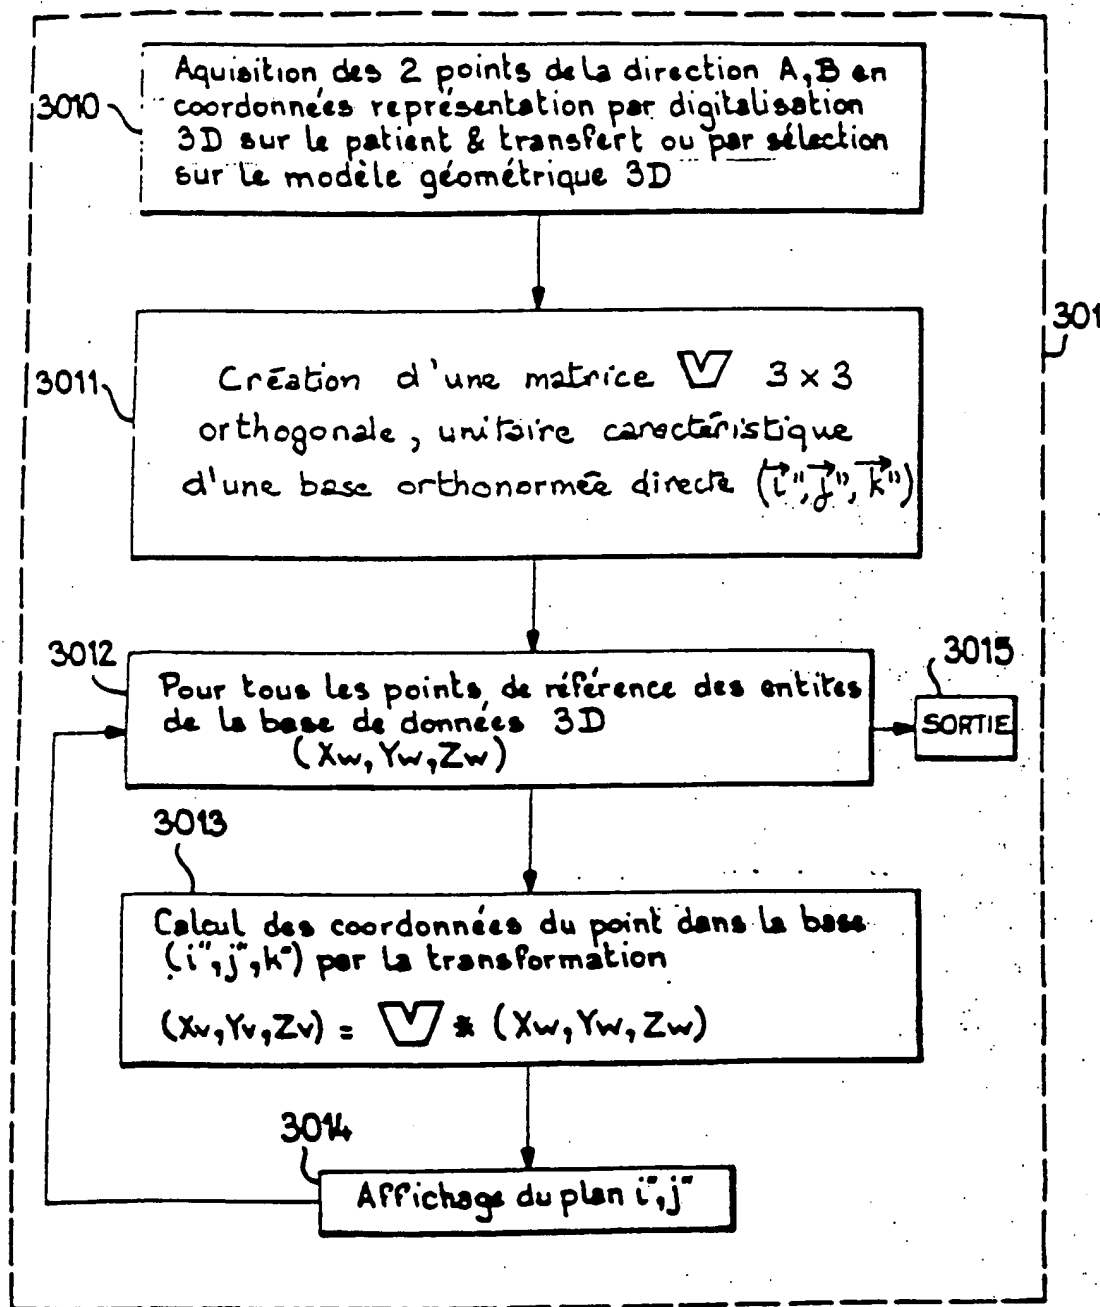 3010
Aquisition des 2 points de la direction A,B en
coordonnées représentation par digitalisation
3D sur le patient & transfert ou par sélection
sur le modèle géométrique 3D
301
3011
Création d'une matrice V 3 x 3
orthogonale, unitaire caractéristique
d'une base orthonormée directe (i", j", k")
3012
Pour tous les points de référence des entites
de la base de données 3D
(Xw, Yw, Zw)
3015
SORTIE
3013
Calcul des coordonnées du point dans la base
(i", j", k") par la transformation
(Xv, Yv, Zv) = V * (Xw, Yw, Zw)
3014
Affichage du plan i", j"